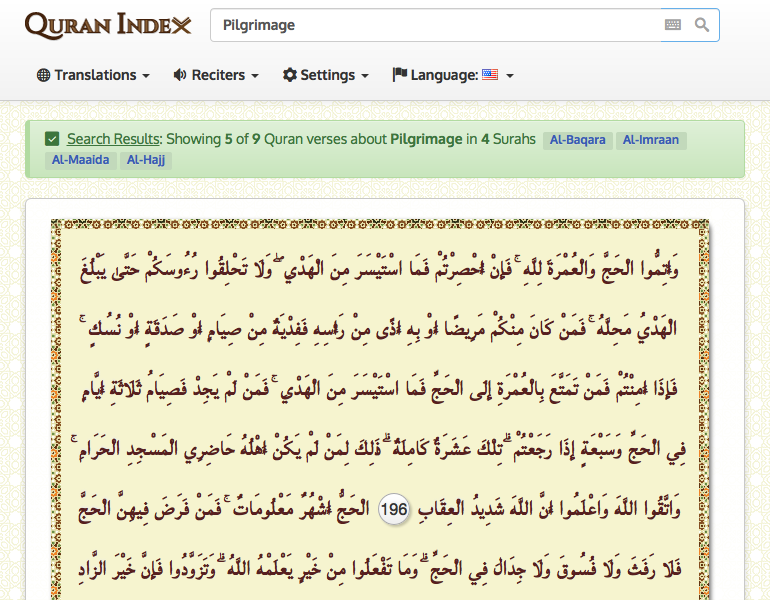 QURAN INDEX
Pilgrimage
Translations Reciters Settings Language:
Search Results: Showing 5 of 9 Quran verses about Pilgrimage in 4 Surahs Al-Baqara Al-Imraan
Al-Maaida Al-Hajj
وَأَتِمُّوا الْحَجَّ وَالْعُمْرَةَ لِلَّهِ ۚ فَإِنْ أُحْصِرْتُمْ فَمَا اسْتَيْسَرَ مِنَ الْهَدْيِ ۖ وَلَا تَحْلِقُوا رُءُوسَكُمْ حَتَّىٰ يَبْلُغَ
الْهَدْيُ مَحِلَّهُ ۚ فَمَنْ كَانَ مِنْكُمْ مَرِيضًا أَوْ بِهِ أَذًى مِنْ رَأْسِهِ فَفِدْيَةٌ مِنْ صِيَامٍ أَوْ صَدَقَةٍ أَوْ نُسُكٍ ۚ
فَإِذَا أَمِنْتُمْ فَمَنْ تَمَتَّعَ بِالْعُمْرَةِ إِلَى الْحَجِّ فَمَا اسْتَيْسَرَ مِنَ الْهَدْيِ ۚ فَمَنْ لَمْ يَجِدْ فَصِيَامُ ثَلَاثَةِ أَيَّامٍ
فِي الْحَجِّ وَسَبْعَةٍ إِذَا رَجَعْتُمْ ۗ تِلْكَ عَشَرَةٌ كَامِلَةٌ ۗ ذَٰلِكَ لِمَنْ لَمْ يَكُنْ أَهْلُهُ حَاضِرِي الْمَسْجِدِ الْحَرَامِ ۚ
وَاتَّقُوا اللَّهَ وَاعْلَمُوا أَنَّ اللَّهَ شَدِيدُ الْعِقَابِ 196 الْحَجُّ أَشْهُرٌ مَعْلُومَاتٌ ۚ فَمَنْ فَرَضَ فِيهِنَّ الْحَجَّ
فَلَا رَفَثَ وَلَا فُسُوقَ وَلَا جِدَالَ فِي الْحَجِّ ۗ وَمَا تَفْعَلُوا مِنْ خَيْرٍ يَعْلَمْهُ اللَّهُ ۗ وَتَزَوَّدُوا فَإِنَّ خَيْرَ الزَّادِ